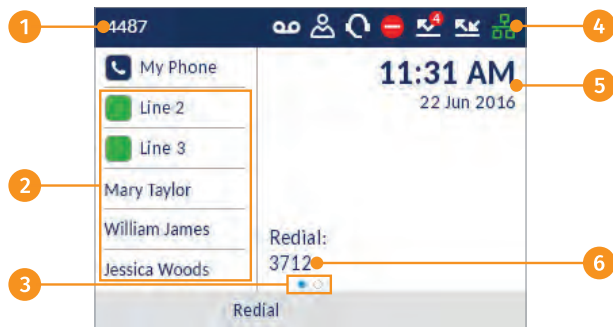 1
4487
4
4
My Phone
11:31 AM
5
22 Jun 2016
Line 2
Line 3
2
Mary Taylor
William James
Redial:
Jessica Woods
3712
6
3
Redial